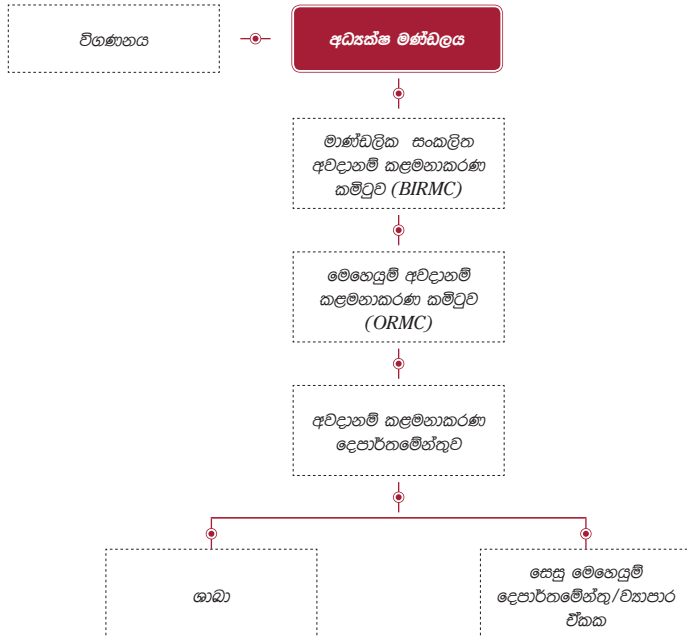 විගණනය
අධ්‍යක්ෂ මණ්ඩලය
මාණ්ඩලික සංකලිත
අවදානම් කළමනාකරණ
කමිටුව (BIRMC)
මෙහෙයුම් අවදානම්
කළමනාකරණ කමිටුව
(ORMC)
අවදානම් කළමනාකරණ
දෙපාර්තමේන්තුව
ශාඛා
සෙසු මෙහෙයුම්
දෙපාර්තමේන්තු/ව්‍යාපාර
ඒකක